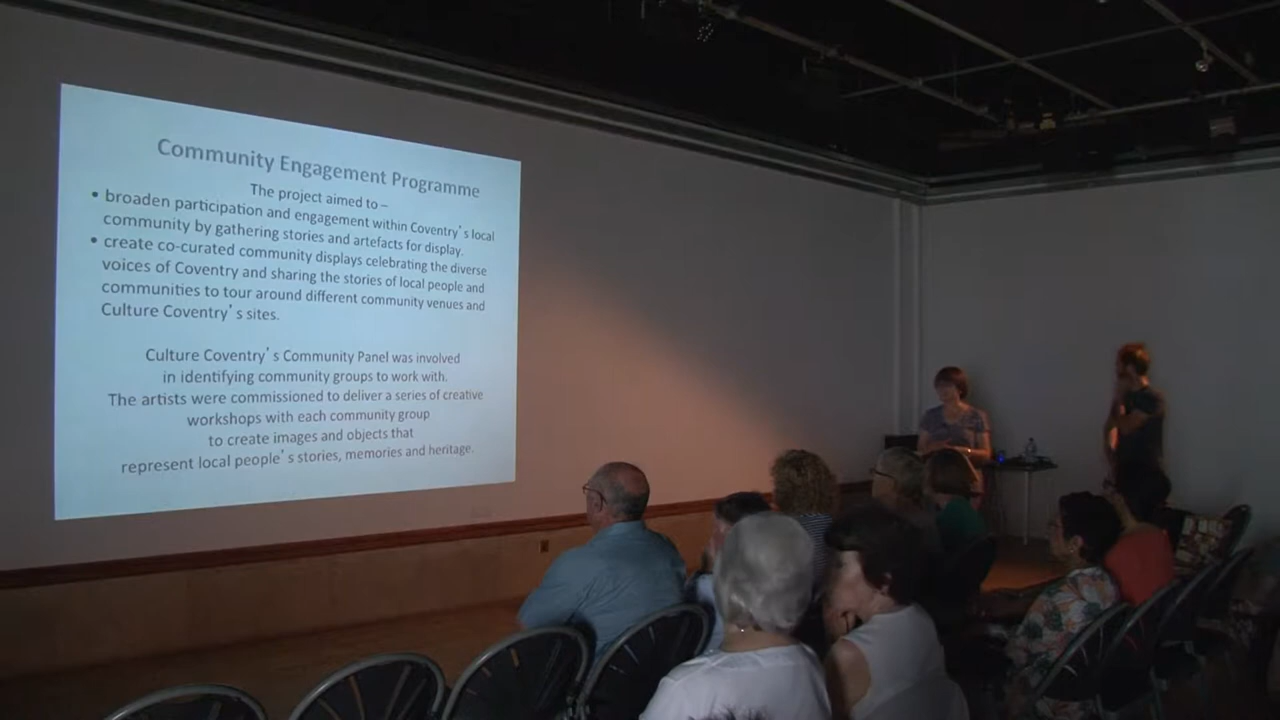 Community Engagement Programme
The project aimed to –
• broaden participation and engagement within Coventry's local
community by gathering stories and artefacts for display.
• create co-curated community displays celebrating the diverse
voices of Coventry and sharing the stories of local people and
communities to tour around different community venues and
Culture Coventry's sites.
Culture Coventry's Community Panel was involved
in identifying community groups to work with.
The artists were commissioned to deliver a series of creative
workshops with each community group
to create images and objects that
represent local people's stories, memories and heritage.